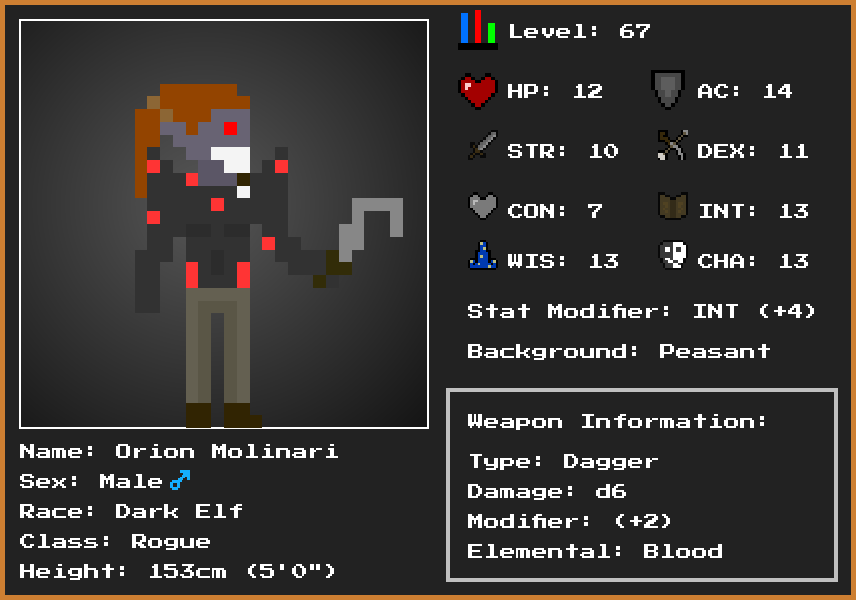 Level: 67
HP: 12 AC: 14
STR: 10 DEX: 11
CON: 7 INT: 13
WIS: 13 CHA: 13
Stat Modifier: INT (+4)
Background: Peasant
Name: Orion Molinari
Sex: Male♂
Race: Dark Elf
Class: Rogue
Height: 153cm (5'0")
Weapon Information:
Type: Dagger
Damage: d6
Modifier: (+2)
Elemental: Blood